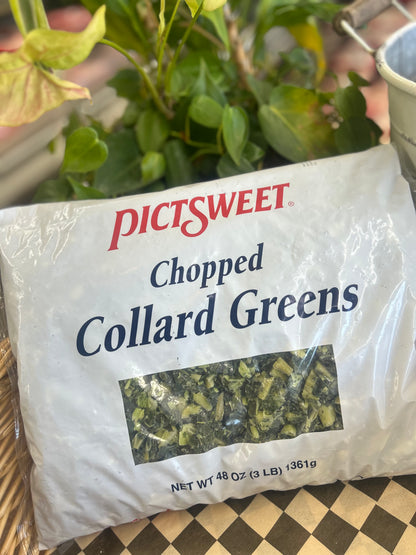 PICTSWEET®
Chopped
Collard Greens
NET WT 48 OZ (3 LB) 1361g